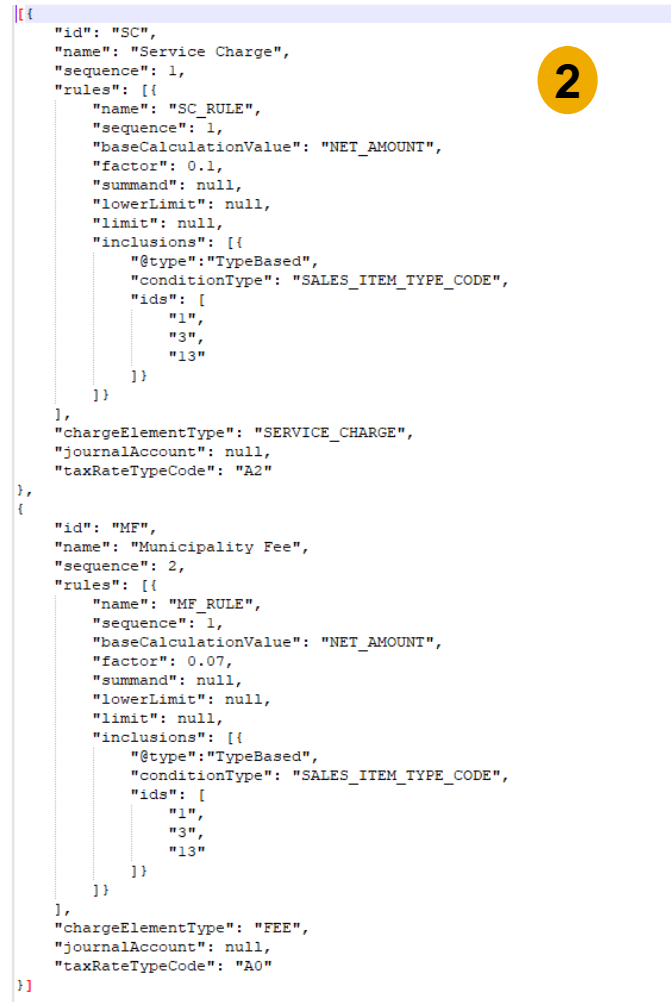 [{
    "id": "SC",
    "name": "Service Charge",
    "sequence": 1,
    "rules": [{
        "name": "SC_RULE",
        "sequence": 1,
        "baseCalculationValue": "NET_AMOUNT",
        "factor": 0.1,
        "summand": null,
        "lowerLimit": null,
        "limit": null,
        "inclusions": [{
            "@type":"TypeBased",
            "conditionType": "SALES_ITEM_TYPE_CODE",
            "ids": [
                "1",
                "3",
                "13"
            ]}
        ]}
    ],
    "chargeElementType": "SERVICE_CHARGE",
    "journalAccount": null,
    "taxRateTypeCode": "A2"
},
{
    "id": "MF",
    "name": "Municipality Fee",
    "sequence": 2,
    "rules": [{
        "name": "MF_RULE",
        "sequence": 1,
        "baseCalculationValue": "NET_AMOUNT",
        "factor": 0.07,
        "summand": null,
        "lowerLimit": null,
        "limit": null,
        "inclusions": [{
            "@type":"TypeBased",
            "conditionType": "SALES_ITEM_TYPE_CODE",
            "ids": [
                "1",
                "3",
                "13"
            ]}
        ]}
    ],
    "chargeElementType": "FEE",
    "journalAccount": null,
    "taxRateTypeCode": "A0"
}]
2